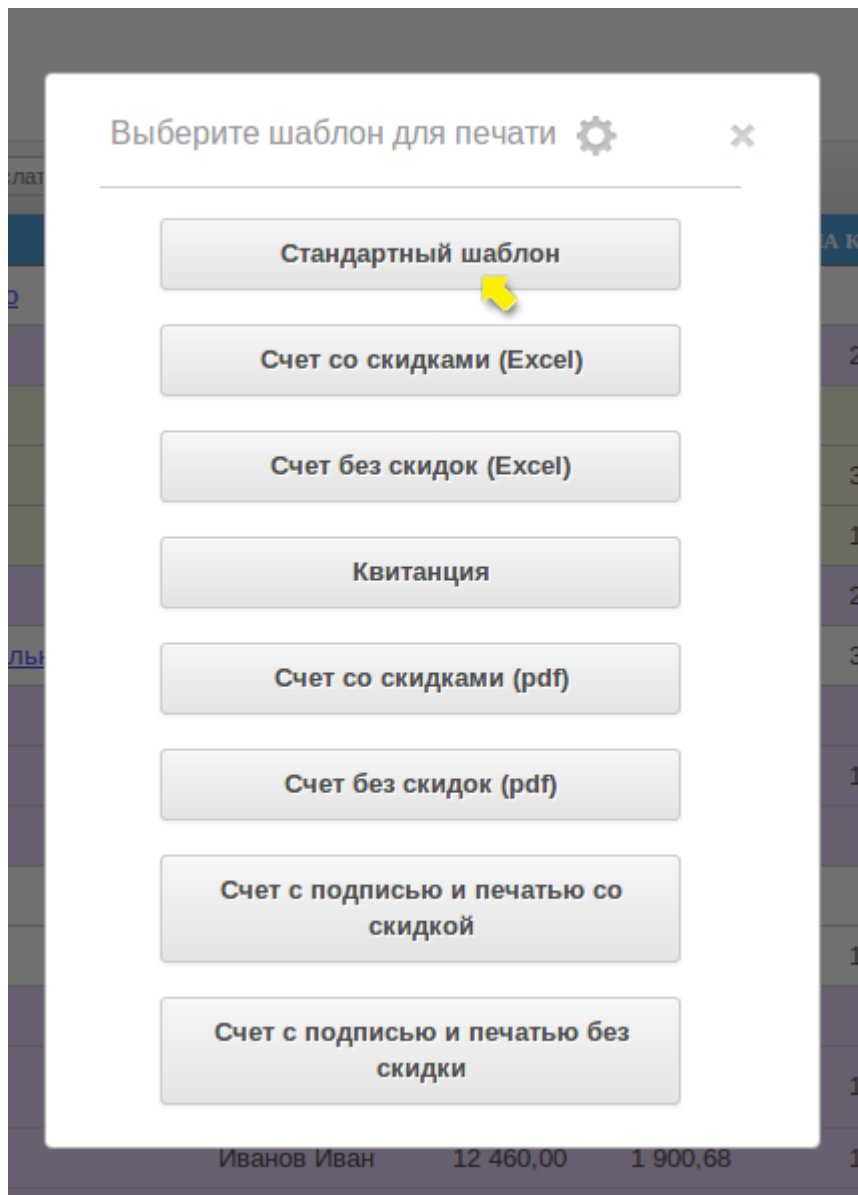 Выберите шаблон для печати
Стандартный шаблон
Счет со скидками (Excel)
Счет без скидок (Excel)
Квитанция
Счет со скидками (pdf)
Счет без скидок (pdf)
Счет с подписью и печатью со
скидкой
Счет с подписью и печатью без
скидки
Иванов Иван 12 460,00 1 900,68